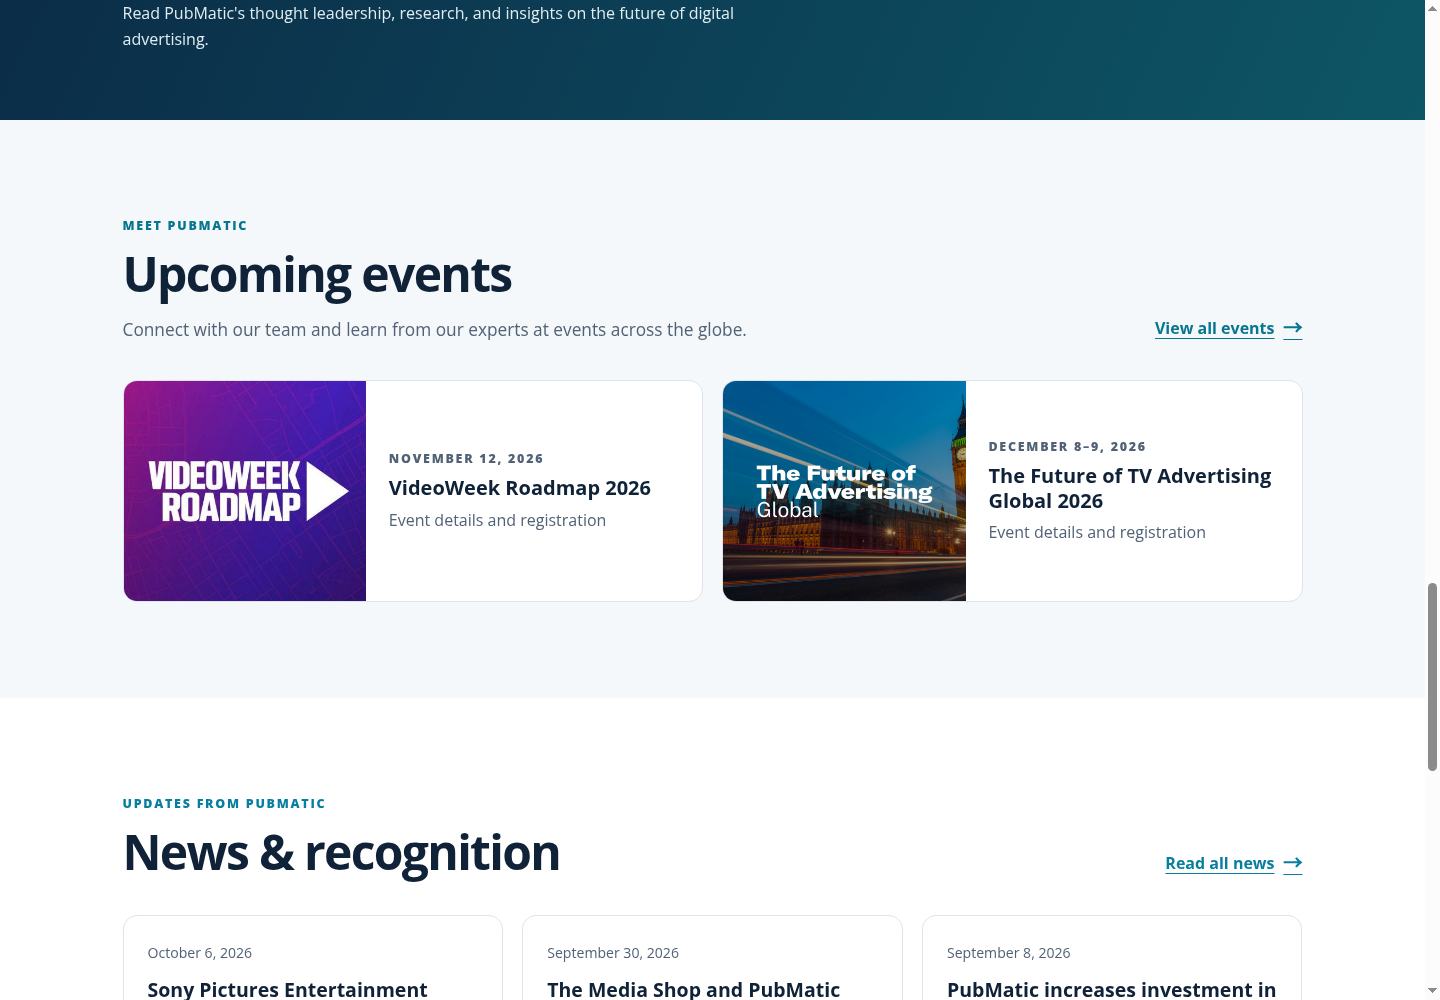 Read PubMatic's thought leadership, research, and insights on the future of digital
advertising.
MEET PUBMATIC
Upcoming events
Connect with our team and learn from our experts at events across the globe.
View all events →
VIDEOWEEK
ROADMAP
NOVEMBER 12, 2026
VideoWeek Roadmap 2026
Event details and registration
The Future of
TV Advertising
Global
DECEMBER 8–9, 2026
The Future of TV Advertising
Global 2026
Event details and registration
UPDATES FROM PUBMATIC
News & recognition
Read all news →
October 6, 2026
Sony Pictures Entertainment
September 30, 2026
The Media Shop and PubMatic
September 8, 2026
PubMatic increases investment in